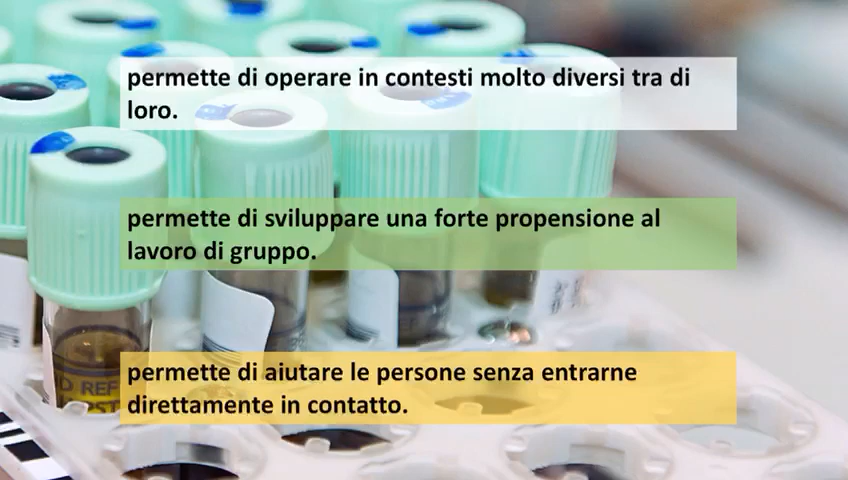 permette di operare in contesti molto diversi tra di
loro.
permette di sviluppare una forte propensione al
lavoro di gruppo.
permette di aiutare le persone senza entrarne
direttamente in contatto.